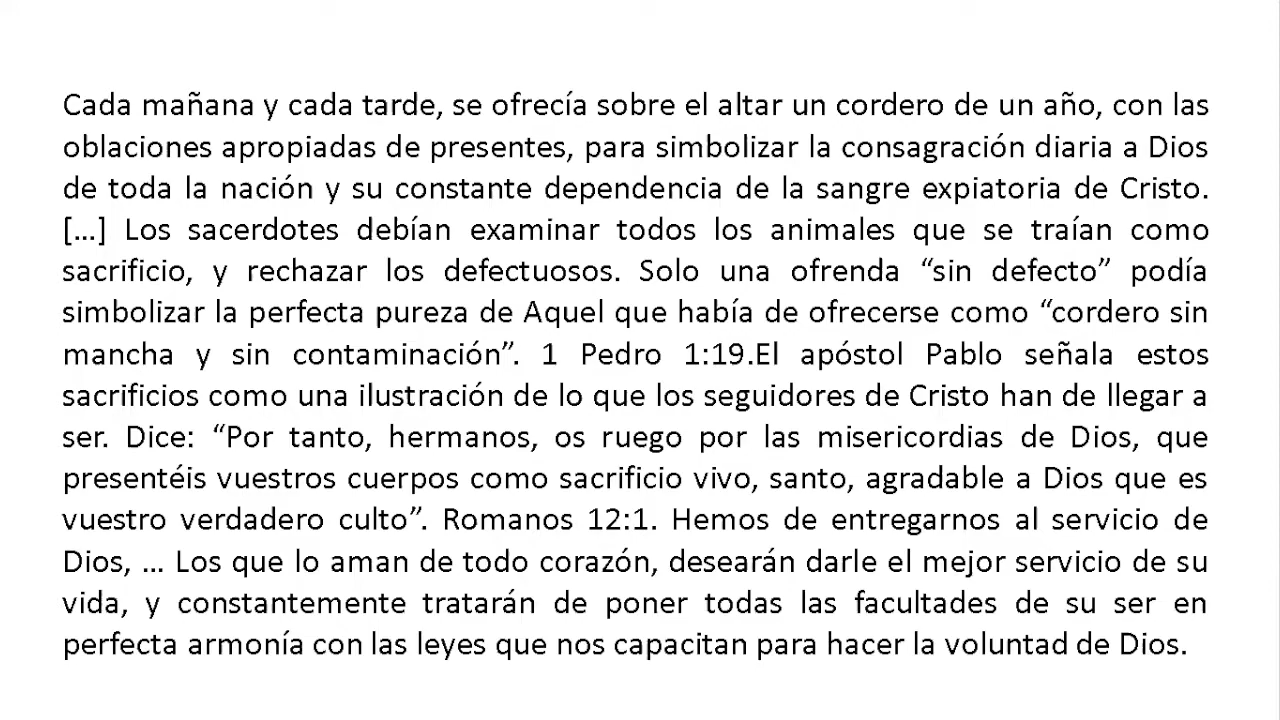 Cada mañana y cada tarde, se ofrecía sobre el altar un cordero de un año, con las
oblaciones apropiadas de presentes, para simbolizar la consagración diaria a Dios
de toda la nación y su constante dependencia de la sangre expiatoria de Cristo.
[…] Los sacerdotes debían examinar todos los animales que se traían como
sacrificio, y rechazar los defectuosos. Solo una ofrenda “sin defecto” podía
simbolizar la perfecta pureza de Aquel que había de ofrecerse como “cordero sin
mancha y sin contaminación”. 1 Pedro 1:19.El apóstol Pablo señala estos
sacrificios como una ilustración de lo que los seguidores de Cristo han de llegar a
ser. Dice: “Por tanto, hermanos, os ruego por las misericordias de Dios, que
presentéis vuestros cuerpos como sacrificio vivo, santo, agradable a Dios que es
vuestro verdadero culto”. Romanos 12:1. Hemos de entregarnos al servicio de
Dios, … Los que lo aman de todo corazón, desearán darle el mejor servicio de su
vida, y constantemente tratarán de poner todas las facultades de su ser en
perfecta armonía con las leyes que nos capacitan para hacer la voluntad de Dios.